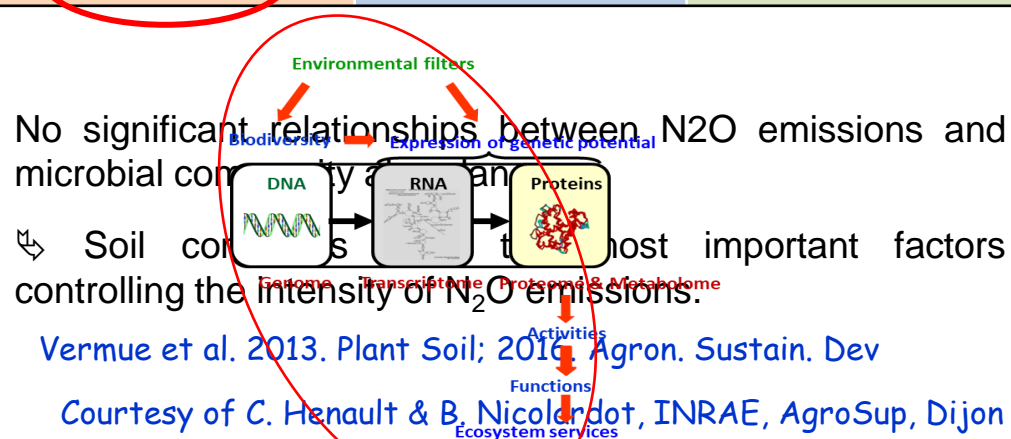 Environmental filters
No significant relationships between N2O emissions and
Biodiversity
Expression of genetic potential
microbial
DNA
RNA
Proteins
↳ Soil most important factors
controlling the intensity of N₂O emissions.
Genome Transcriptome Proteome & Metabolome
Activities
Vermue et al. 2013. Plant Soil; 2016. Agron. Sustain. Dev
Functions
Courtesy of C. Henault & B. Nicolardot, INRAE, AgroSup, Dijon
Ecosystem services